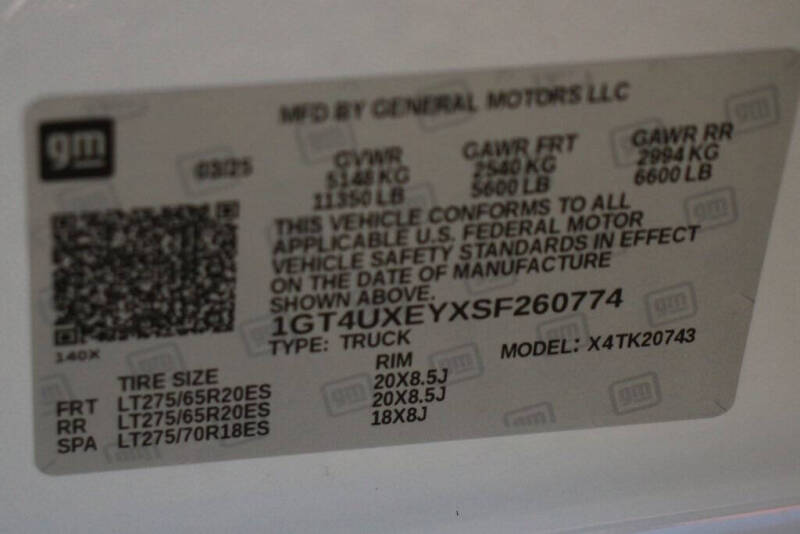 MFD BY GENERAL MOTORS LLC
gm
03/25
GVWR GAWR FRT GAWR RR
5148 KG 2540 KG 2994 KG
11350 LB 5600 LB 6600 LB
THIS VEHICLE CONFORMS TO ALL
APPLICABLE U.S. FEDERAL MOTOR
VEHICLE SAFETY STANDARDS IN EFFECT
ON THE DATE OF MANUFACTURE
SHOWN ABOVE.
1GT4UXEYXSF260774
140X
TYPE: TRUCK MODEL: X4TK20743
TIRE SIZE RIM
FRT LT275/65R20ES 20X8.5J
RR LT275/65R20ES 20X8.5J
SPA LT275/70R18ES 18X8J